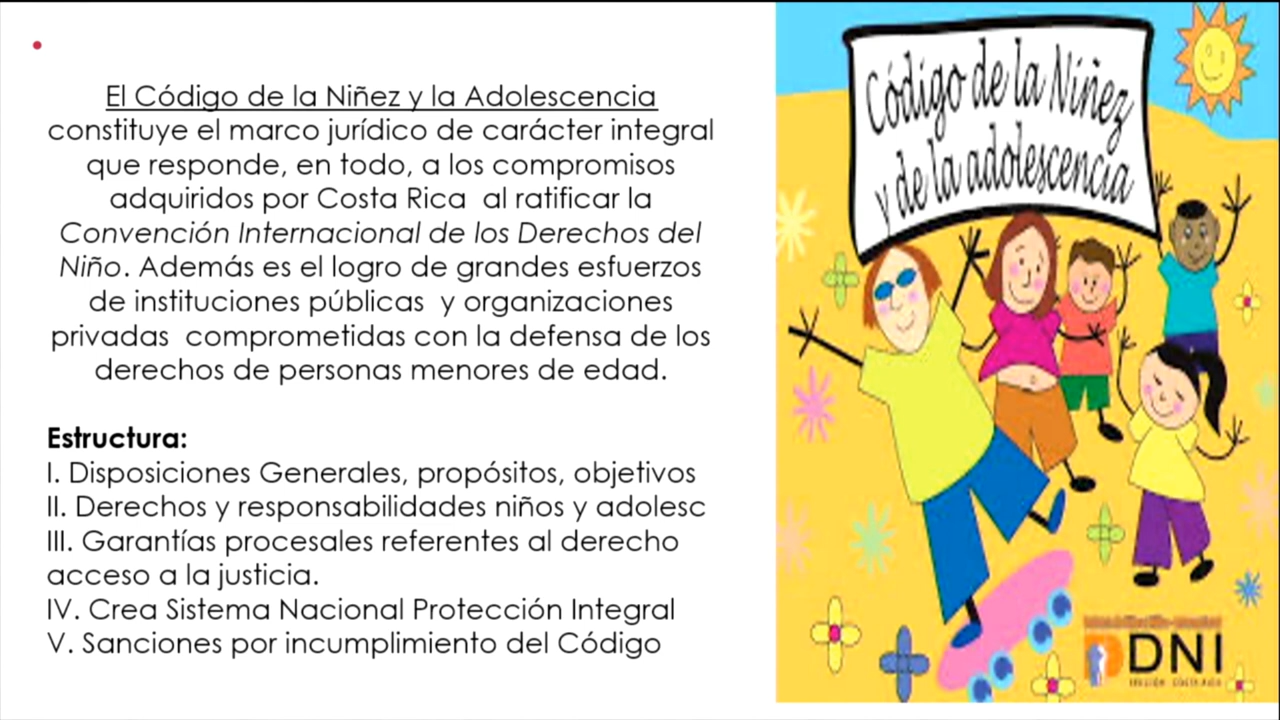 El Código de la Niñez y la Adolescencia
constituye el marco jurídico de carácter integral
que responde, en todo, a los compromisos
adquiridos por Costa Rica al ratificar la
Convención Internacional de los Derechos del
Niño. Además es el logro de grandes esfuerzos
de instituciones públicas y organizaciones
privadas comprometidas con la defensa de los
derechos de personas menores de edad.
Estructura:
I. Disposiciones Generales, propósitos, objetivos
II. Derechos y responsabilidades niños y adolesc
III. Garantías procesales referentes al derecho
acceso a la justicia.
IV. Crea Sistema Nacional Protección Integral
V. Sanciones por incumplimiento del Código
Código de la Niñez
y de la adolescencia
DNI